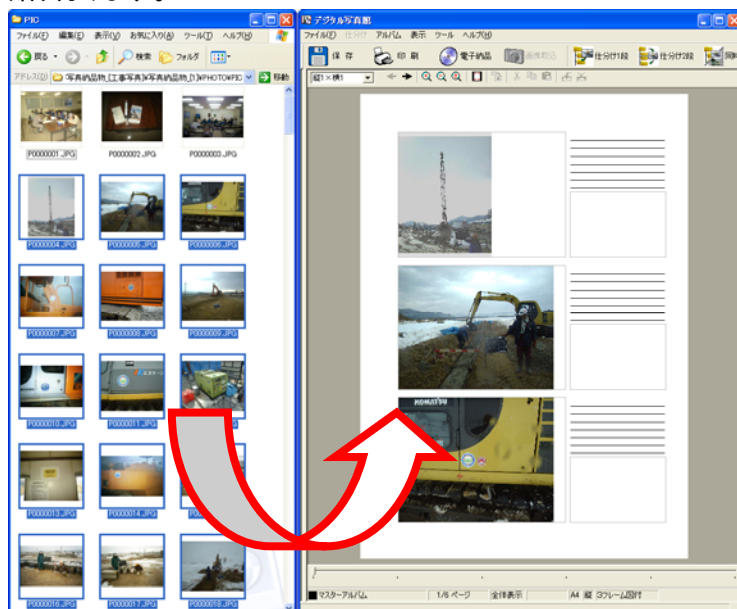 PIC
ファイル(F) 編集(E) 表示(V) お気に入り(A) ツール(T) ヘルプ(H)
戻る 検索 フォルダ
アドレス(D) 写真納品物_[工事写真]¥写真納品物_[1]¥PHOTO¥PIC 移動
P0000001.JPG P0000002.JPG P0000003.JPG
P0000004.JPG P0000005.JPG P0000006.JPG
P0000007.JPG P0000008.JPG P0000009.JPG
P0000010.JPG P0000011.JPG
P0000013.JPG P0000014.JPG
P0000016.JPG P0000017.JPG P0000018.JPG
デジタル写真館
ファイル(F) 仕分け アルバム 表示 ツール ヘルプ(H)
保存 印刷 電子納品 画像取込 仕分け1段 仕分け2段
縦1×横1
KOMATSU
マスターアルバム 1/6 ページ 全体表示 A4 縦 3フレーム図付